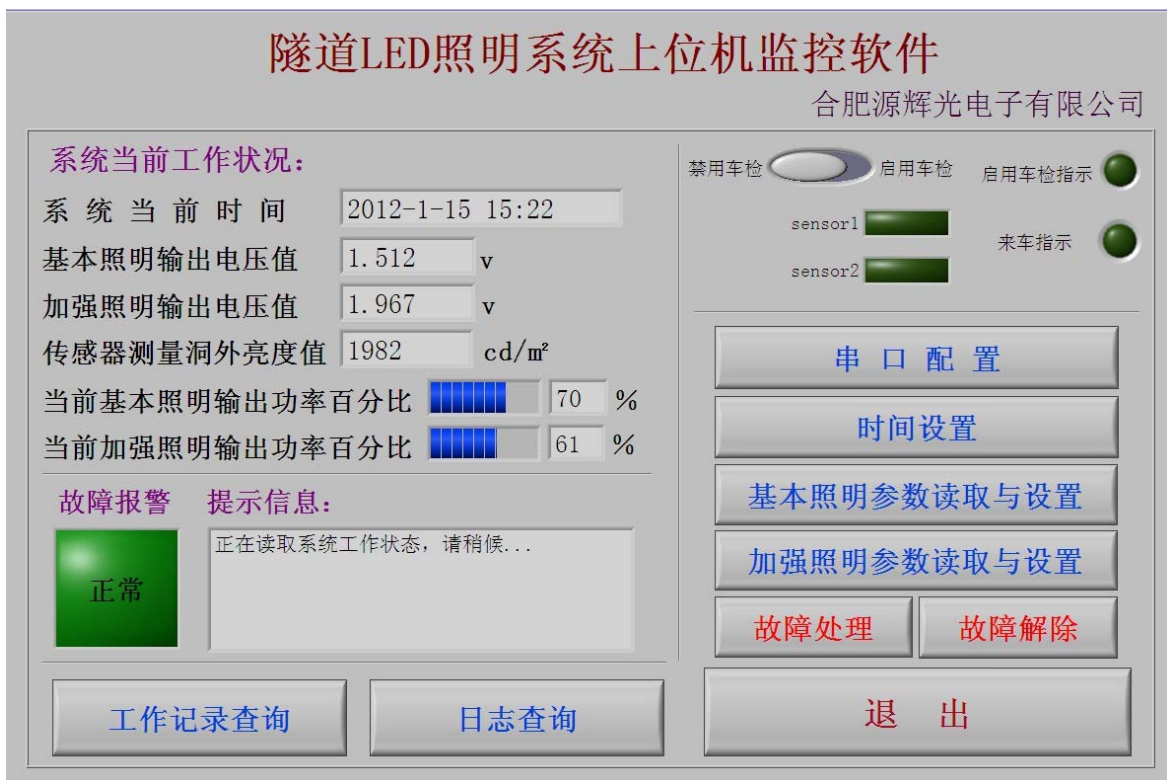 隧道LED照明系统上位机监控软件
合肥源辉光电子有限公司
系统当前工作状况：
系统当前时间 2012-1-15 15:22
基本照明输出电压值 1.512 v
加强照明输出电压值 1.967 v
传感器测量洞外亮度值 1982 cd/m²
当前基本照明输出功率百分比 70 %
当前加强照明输出功率百分比 61 %
故障报警 提示信息：
正常
正在读取系统工作状态，请稍候...
工作记录查询 日志查询
禁用车检 启用车检 启用车检指示
sensor1
来车指示
sensor2
串口配置
时间设置
基本照明参数读取与设置
加强照明参数读取与设置
故障处理 故障解除
退 出